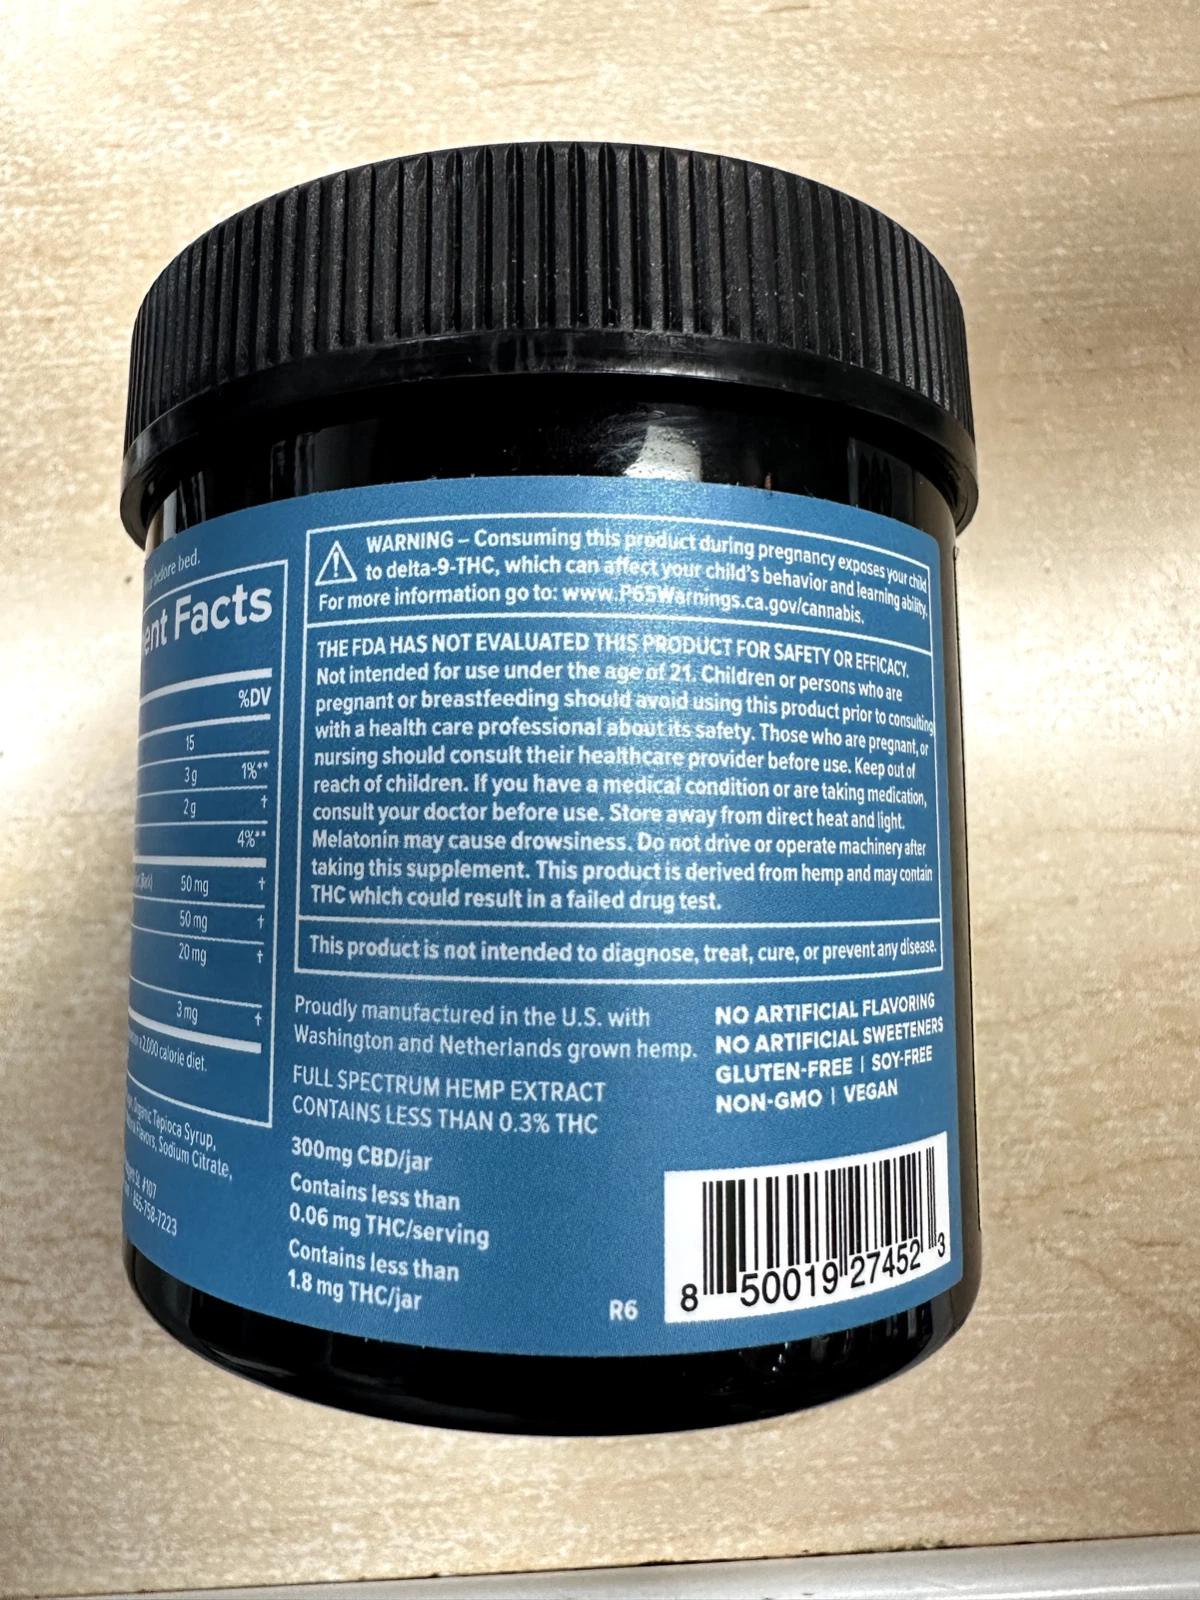 before bed.
Facts
%DV
15
3 g 1%**
2 g †
4%**
50 mg †
50 mg †
20 mg †
3 mg †
2,000 calorie diet.
Organic Tapioca Syrup,
Flavors, Sodium Citrate,
#107
855-758-7223
WARNING – Consuming this product during pregnancy exposes your child
to delta-9-THC, which can affect your child's behavior and learning ability.
For more information go to: www.P65Warnings.ca.gov/cannabis.
THE FDA HAS NOT EVALUATED THIS PRODUCT FOR SAFETY OR EFFICACY.
Not intended for use under the age of 21. Children or persons who are
pregnant or breastfeeding should avoid using this product prior to consulting
with a health care professional about its safety. Those who are pregnant, or
nursing should consult their healthcare provider before use. Keep out of
reach of children. If you have a medical condition or are taking medication,
consult your doctor before use. Store away from direct heat and light.
Melatonin may cause drowsiness. Do not drive or operate machinery after
taking this supplement. This product is derived from hemp and may contain
THC which could result in a failed drug test.
This product is not intended to diagnose, treat, cure, or prevent any disease.
Proudly manufactured in the U.S. with
Washington and Netherlands grown hemp.
FULL SPECTRUM HEMP EXTRACT
CONTAINS LESS THAN 0.3% THC
300mg CBD/jar
Contains less than
0.06 mg THC/serving
Contains less than
1.8 mg THC/jar
NO ARTIFICIAL FLAVORING
NO ARTIFICIAL SWEETENERS
GLUTEN-FREE | SOY-FREE
NON-GMO | VEGAN
R6
8 50019 27452 3